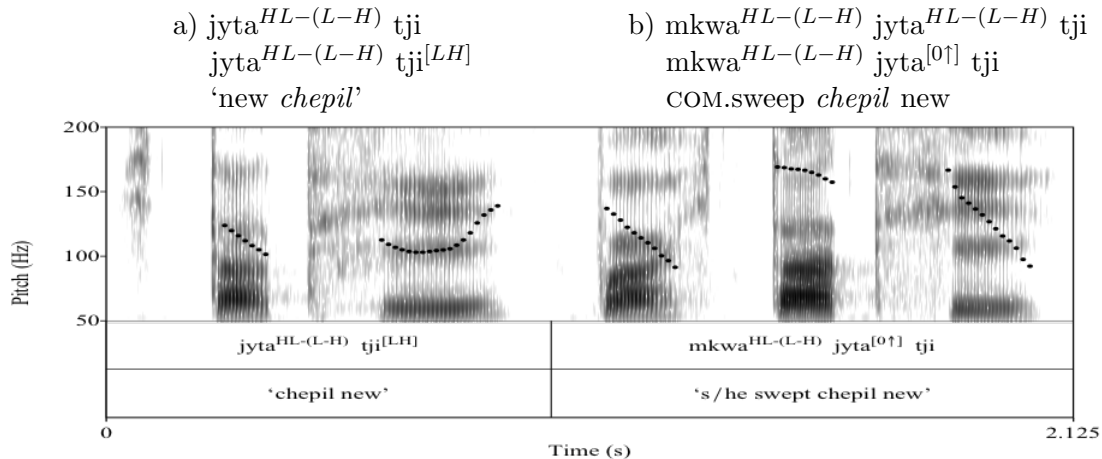 a) jyta^{HL−(L−H)} tji
jyta^{HL−(L−H)} tji^{[LH]}
‘new chepil’
b) mkwa^{HL−(L−H)} jyta^{HL−(L−H)} tji
mkwa^{HL−(L−H)} jyta^{[0↑]} tji
COM.sweep chepil new
200
150
100
50
Pitch (Hz)
jyta^{HL-(L-H)} tji^{[LH]}
mkwa^{HL-(L-H)} jyta^{[0↑]} tji
‘chepil new’
‘s/he swept chepil new’
0
2.125
Time (s)